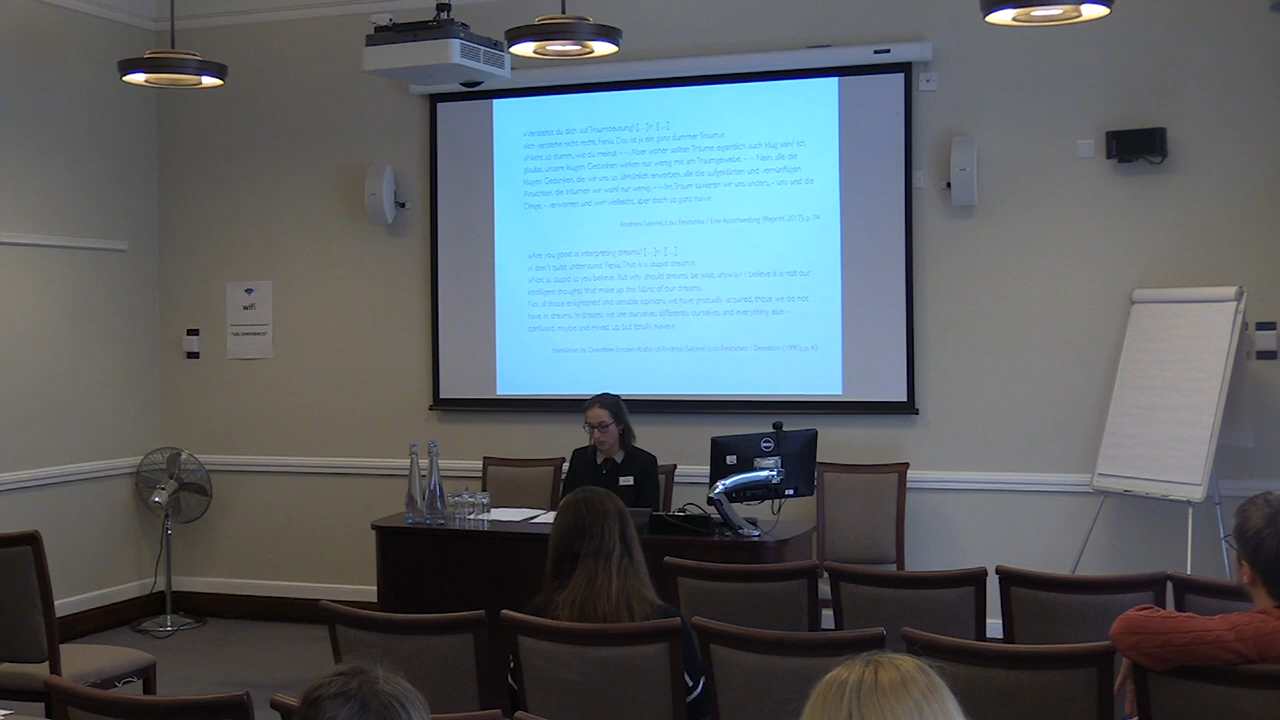 »Verstehst du dich auf Traumdeutung? [...]« [...]
»Ich verstehe nicht recht, Fenia. Das ist ja ein ganz dummer Traum.«
»Nicht so dumm, wie du meinst – – Aber woher sollten Träume eigentlich auch klug sein? Ich
glaube, unsere klugen Gedanken wirken nur wenig mit am Traumgewebe. – – Nein, alle die
klugen Gedanken, die wir uns so allmählich erwerben, alle die aufgeklärten und vernünftigen
Ansichten, die träumen wir wohl nur wenig. – – Im Traum taxieren wir uns anders, – uns und die
Dinge, – verworren und wirr vielleicht, aber doch so ganz naiv.«
Andreas-Salomé, Lou: Fenitschka / Eine Ausschweifung (Reprint 2017), p. 74
»Are you good at interpreting dreams? [...]« [...]
»I don't quite understand, Fenia. That is a stupid dream.«
»Not as stupid as you believe. But why should dreams be wise, anyway? I believe it is not our
intelligent thoughts that make up the fabric of our dreams.
No, all those enlightened and sensible opinions we have gradually acquired, those we do not
have in dreams. In dreams we see ourselves differently, ourselves and everything else –
confused, maybe and mixed up, but totally naive.«
translation by Dorothee Einstein Krahn of Andreas-Salomé, Lou: Fenitschka / Deviations (1990), p. 43
wifi
DELL